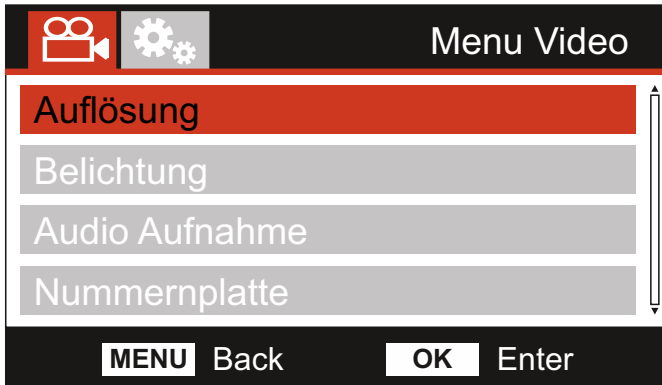 Menu Video
Auflösung
Belichtung
Audio Aufnahme
Nummernplatte
MENU Back OK Enter